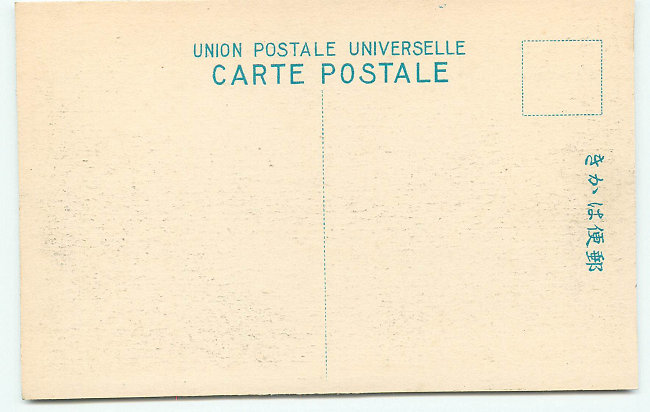 UNION POSTALE UNIVERSELLE
CARTE POSTALE
郵便はかき